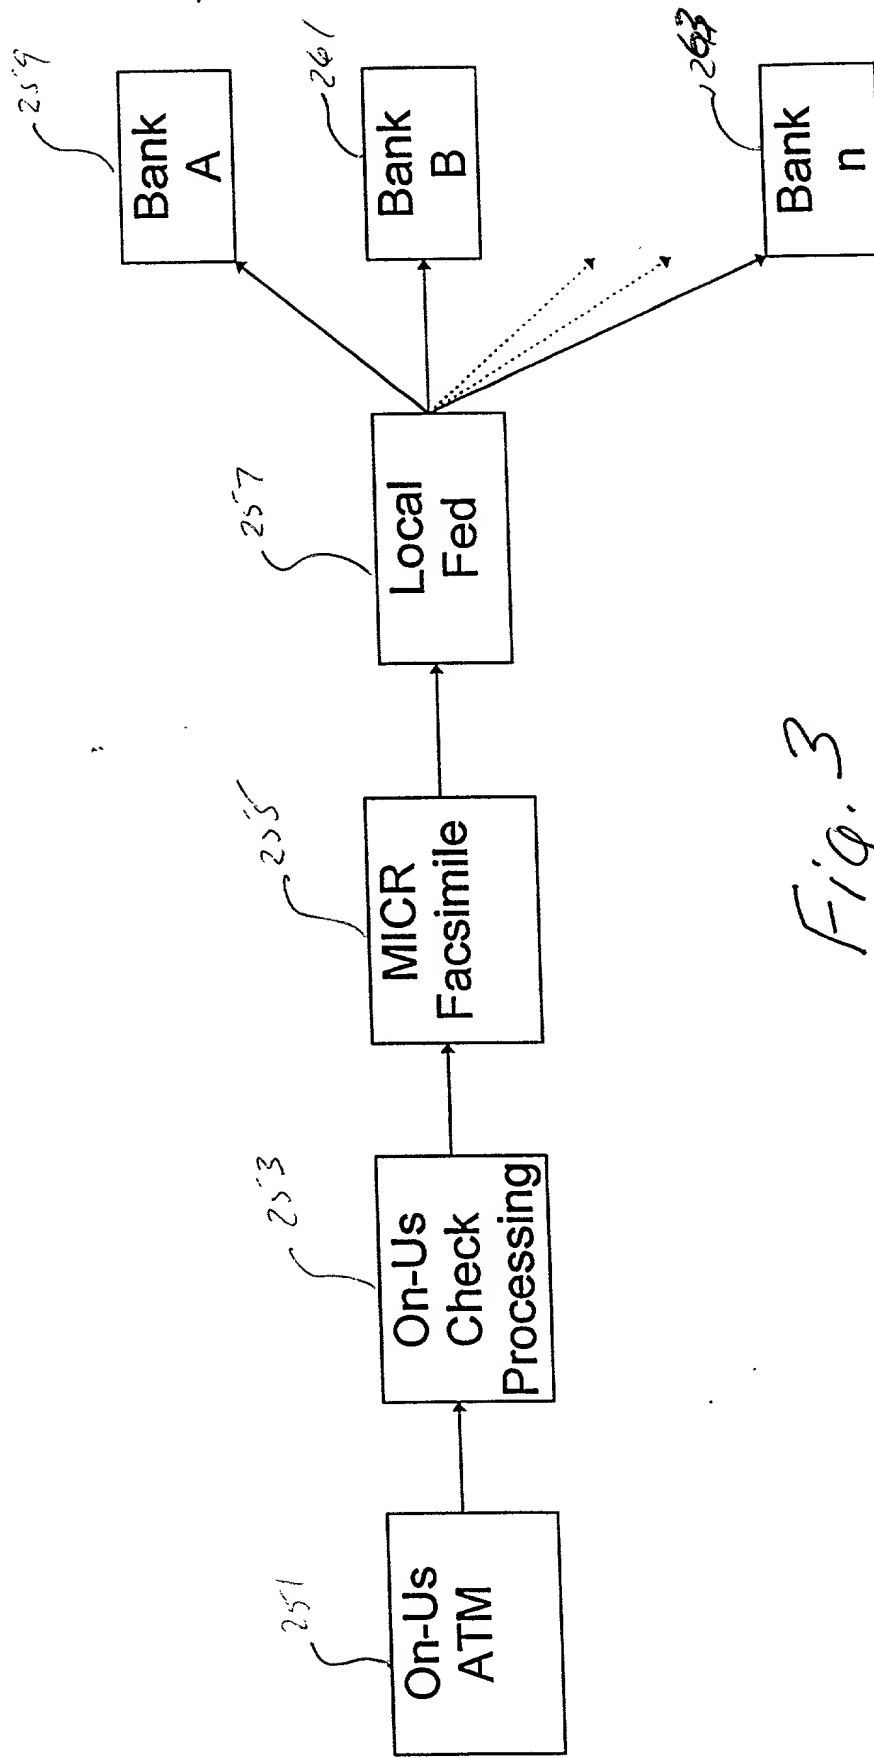 251
On-Us
ATM
253
On-Us
Check
Processing
255
MICR
Facsimile
257
Local
Fed
259
Bank
A
261
Bank
B
263
Bank
n
Fig. 3